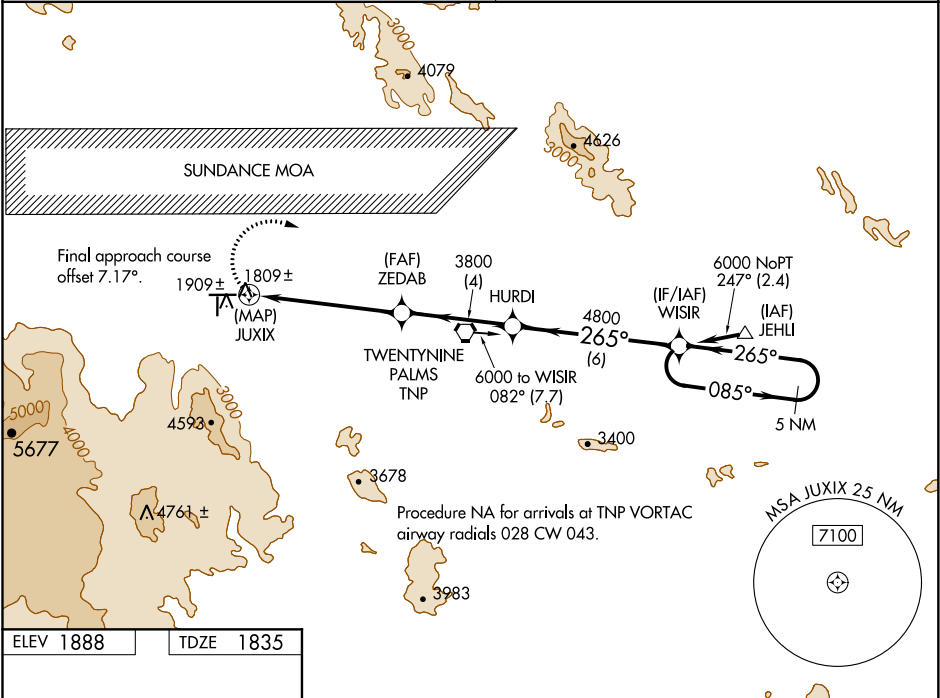 3000
4079
4626
3000
SUNDANCE MOA
Final approach course
offset 7.17°.
1909 ±
1809 ±
(MAP)
JUXIX
(FAF)
ZEDAB
3800
(4)
HURDI
4800
265°
(6)
(IF/IAF)
WISIR
6000 NoPT
247° (2.4)
(IAF)
JEHLI
265°
085°
5 NM
TWENTYNINE
PALMS
TNP
6000 to WISIR
082° (7.7)
5000
4000
3000
5677
4593
4761 ±
3678
3400
3983
Procedure NA for arrivals at TNP VORTAC
airway radials 028 CW 043.
MSA JUXIX 25 NM
7100
ELEV 1888
TDZE 1835